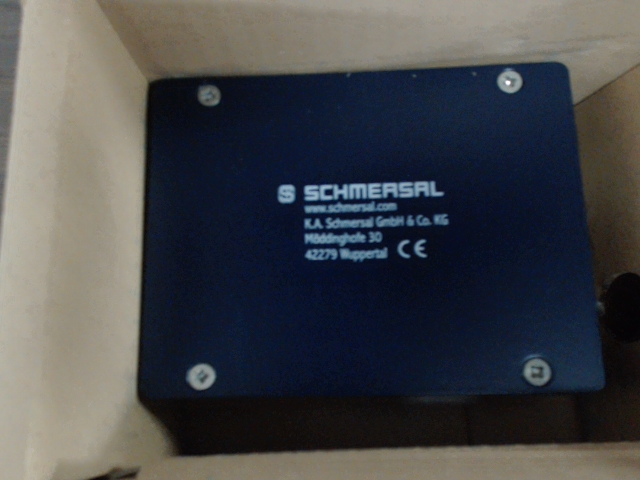 SCHMERSAL
www.schmersal.com
K.A. Schmersal GmbH & Co. KG
Möddinghofe 30
42279 Wuppertal CE